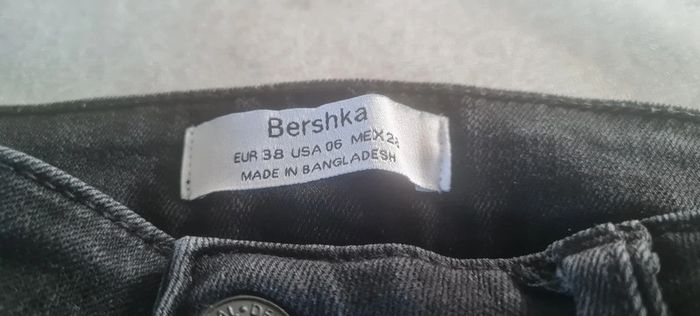 Bershka
EUR 38 USA 06 MEX 28
MADE IN BANGLADESH